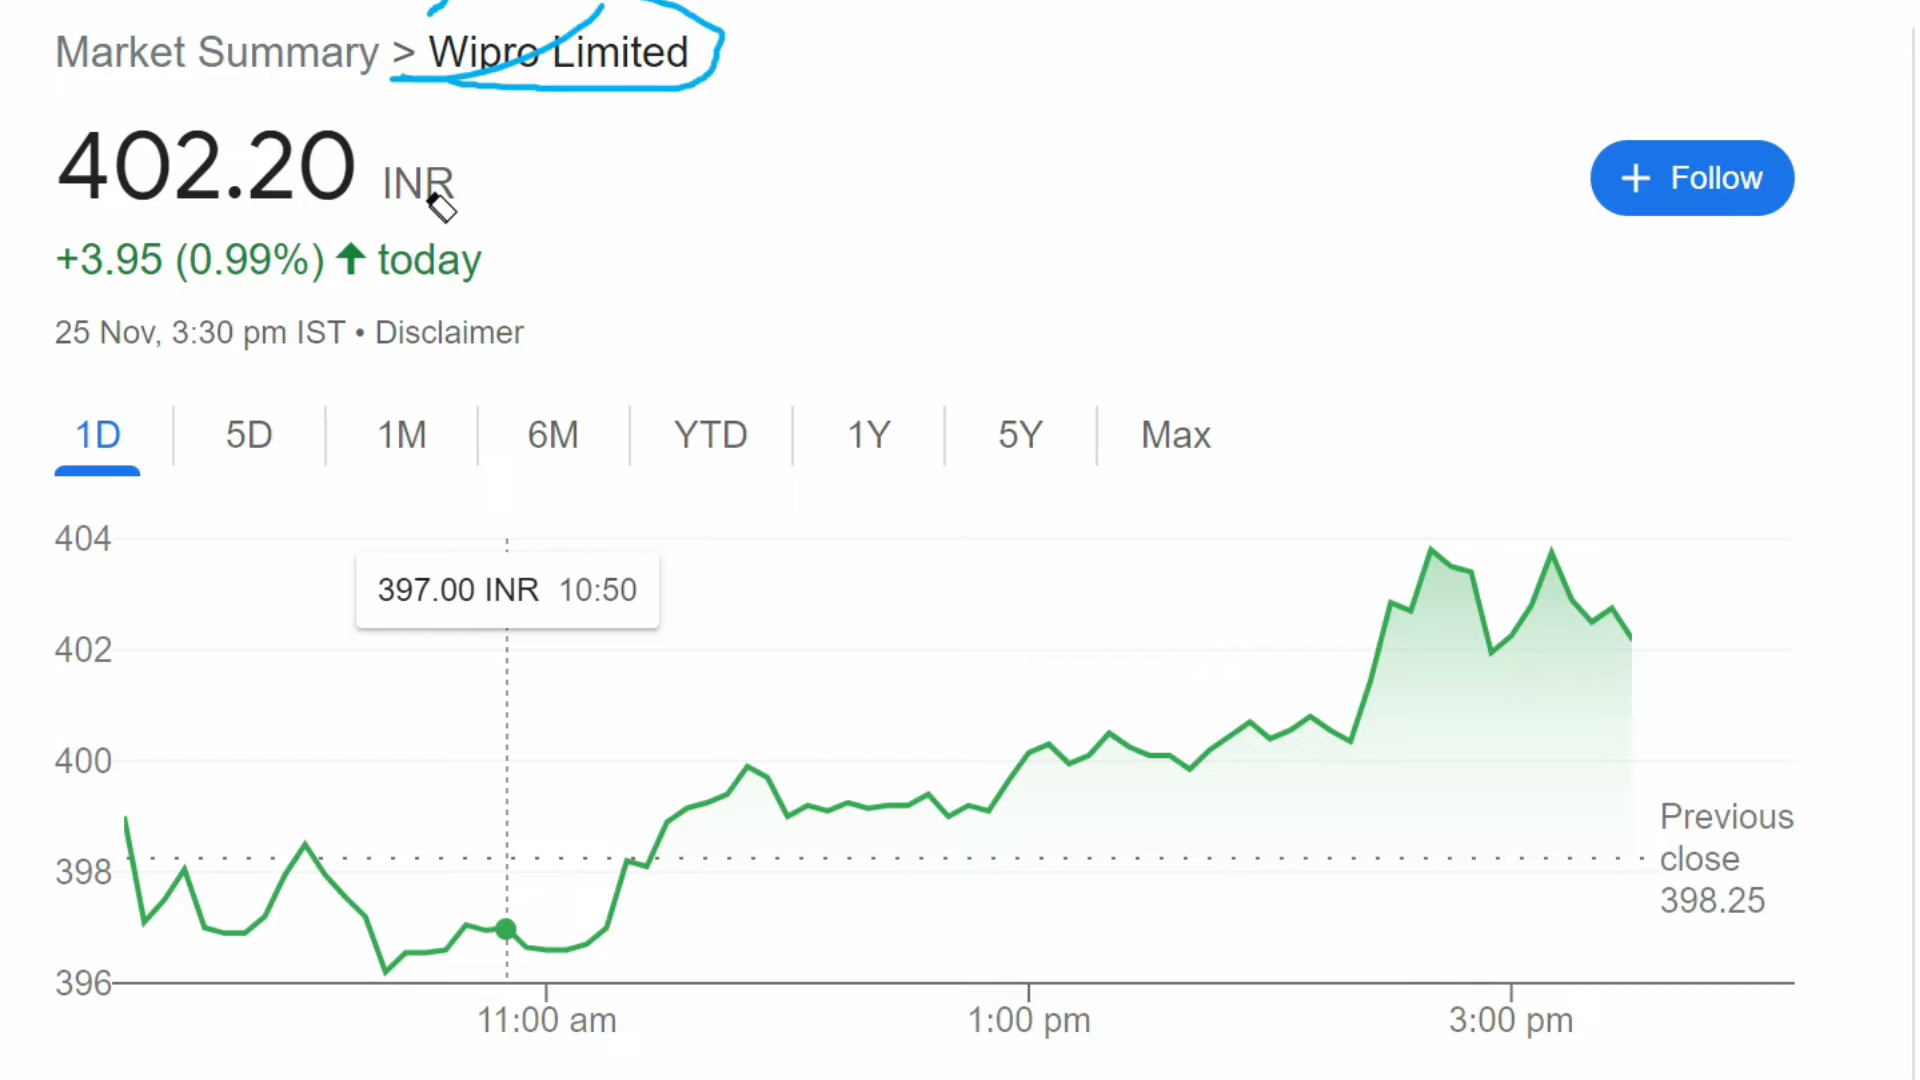 Market Summary > Wipro Limited
402.20 INR
+ Follow
+3.95 (0.99%) ↑ today
25 Nov, 3:30 pm IST • Disclaimer
1D 5D 1M 6M YTD 1Y 5Y Max
404
397.00 INR 10:50
402
400
Previous
close
398.25
398
396
11:00 am 1:00 pm 3:00 pm